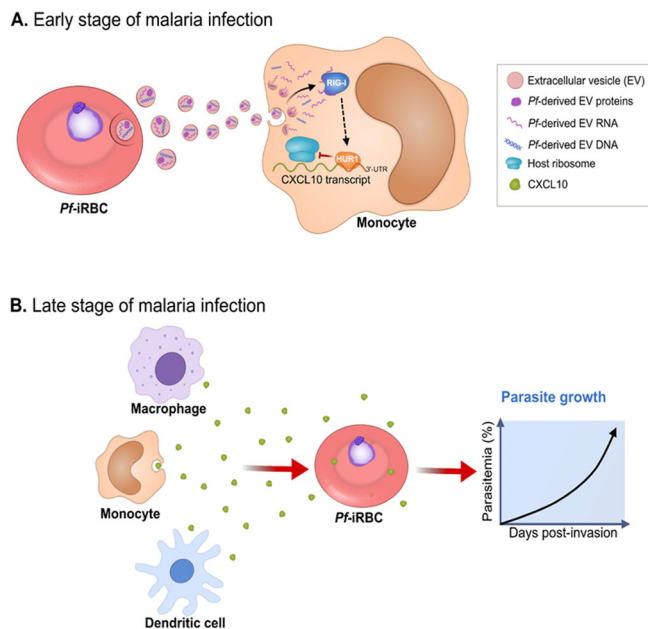 A. Early stage of malaria infection
RIG-I
HUR1
3'-UTR
CXCL10 transcript
Pf-iRBC
Monocyte
Extracellular vesicle (EV)
Pf-derived EV proteins
Pf-derived EV RNA
Pf-derived EV DNA
Host ribosome
CXCL10
B. Late stage of malaria infection
Macrophage
Monocyte
Dendritic cell
Pf-iRBC
Parasite growth
Parasitemia (%)
Days post-invasion